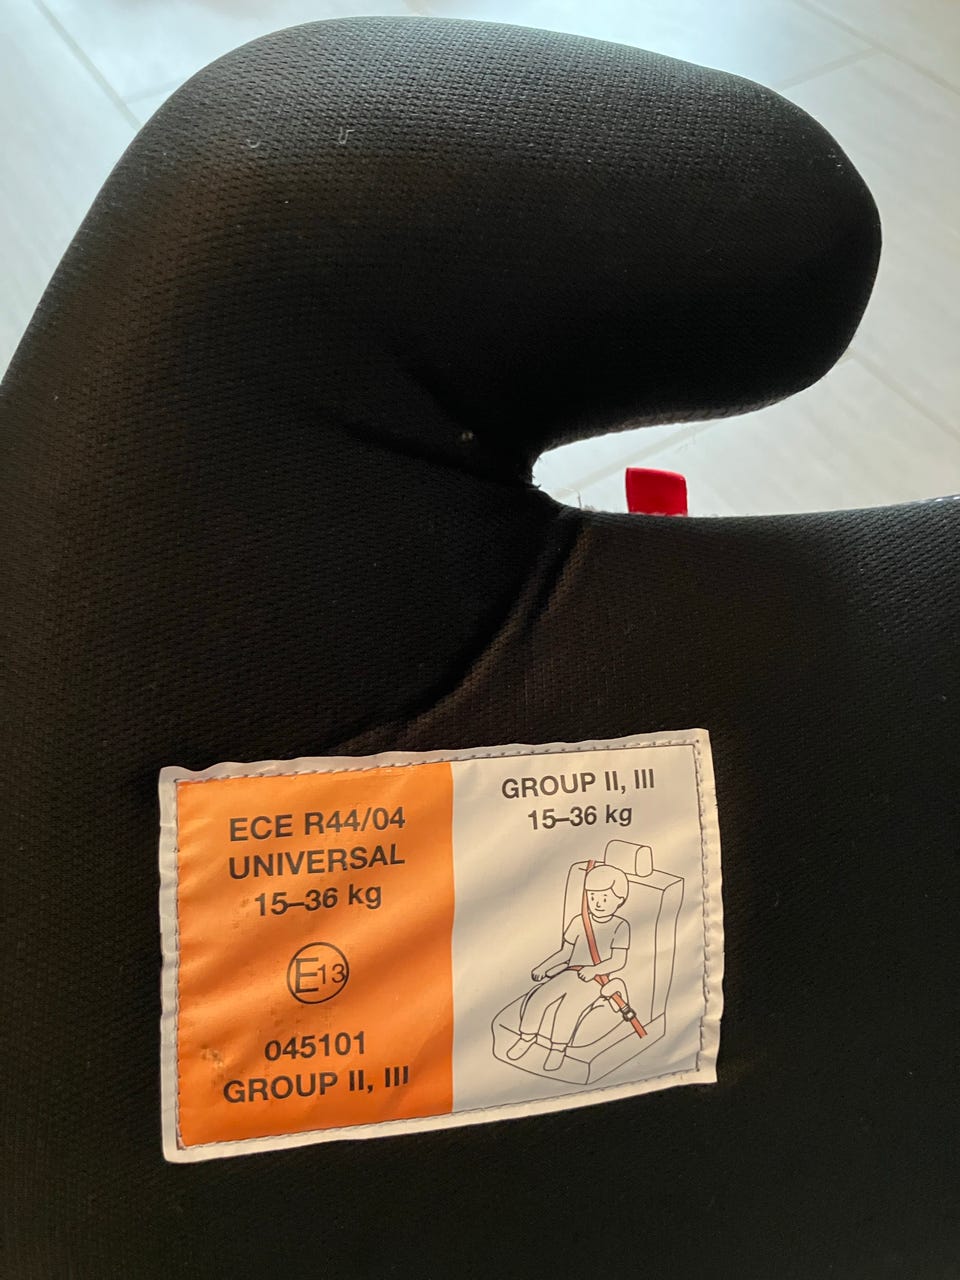 ECE R44/04
UNIVERSAL
15–36 kg
E13
045101
GROUP II, III
GROUP II, III
15–36 kg